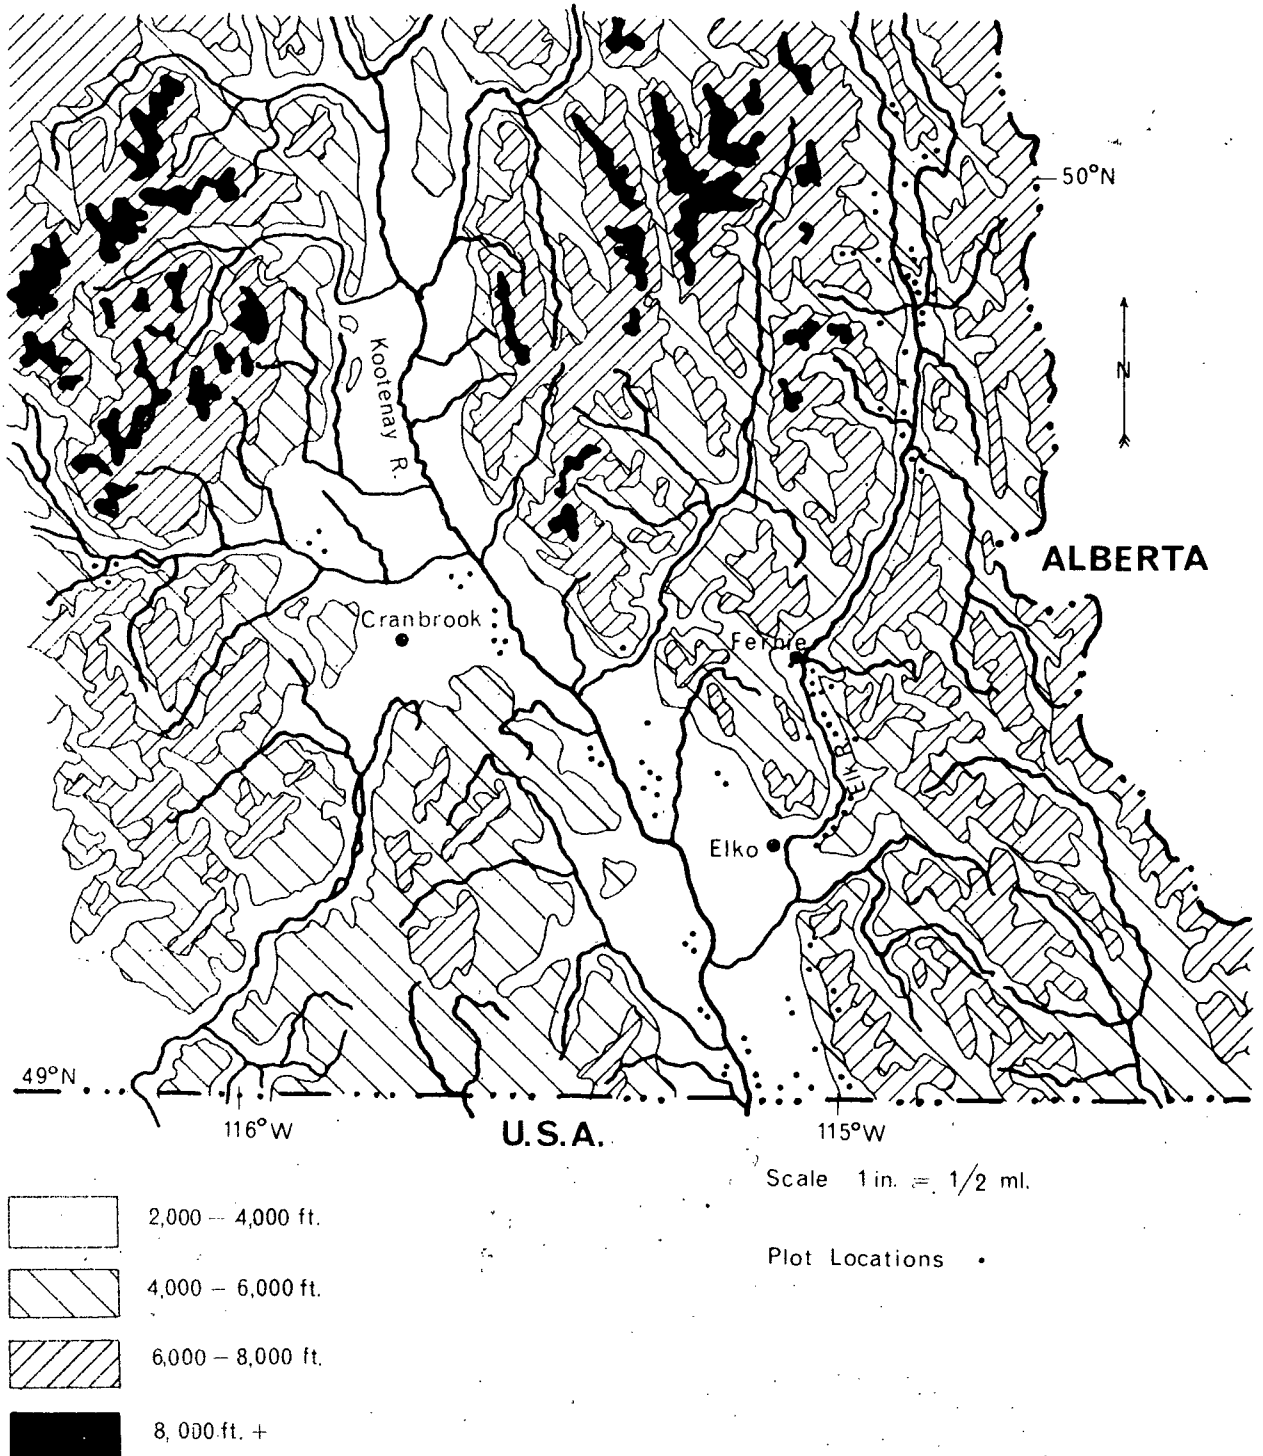 50°N
Kootenay R.
N
ALBERTA
Cranbrook
Fernie
Elk R.
Elko
49°N
116°W
115°W
U.S.A.
Scale 1 in. = 1/2 ml.
2,000 — 4,000 ft.
Plot Locations •
4,000 — 6,000 ft.
6,000 — 8,000 ft.
8,000 ft. +